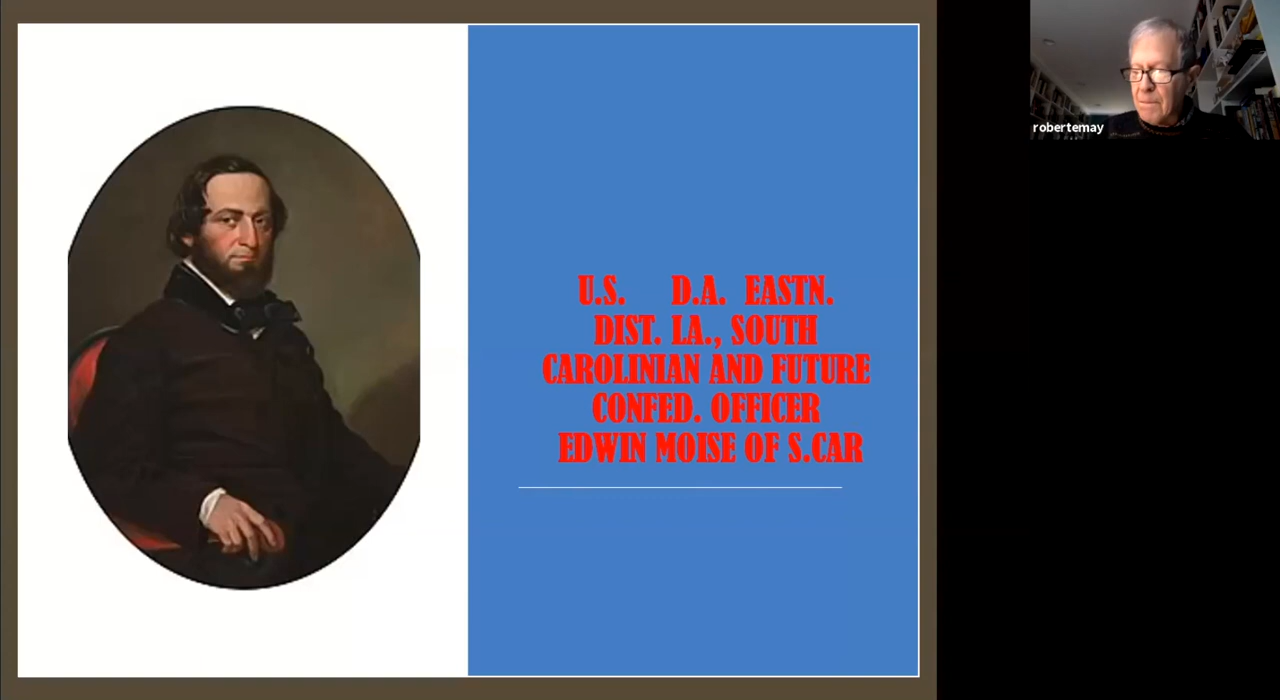 U.S. D.A. EASTN.
DIST. LA., SOUTH
CAROLINIAN AND FUTURE
CONFED. OFFICER
EDWIN MOISE OF S.CAR
robertemay